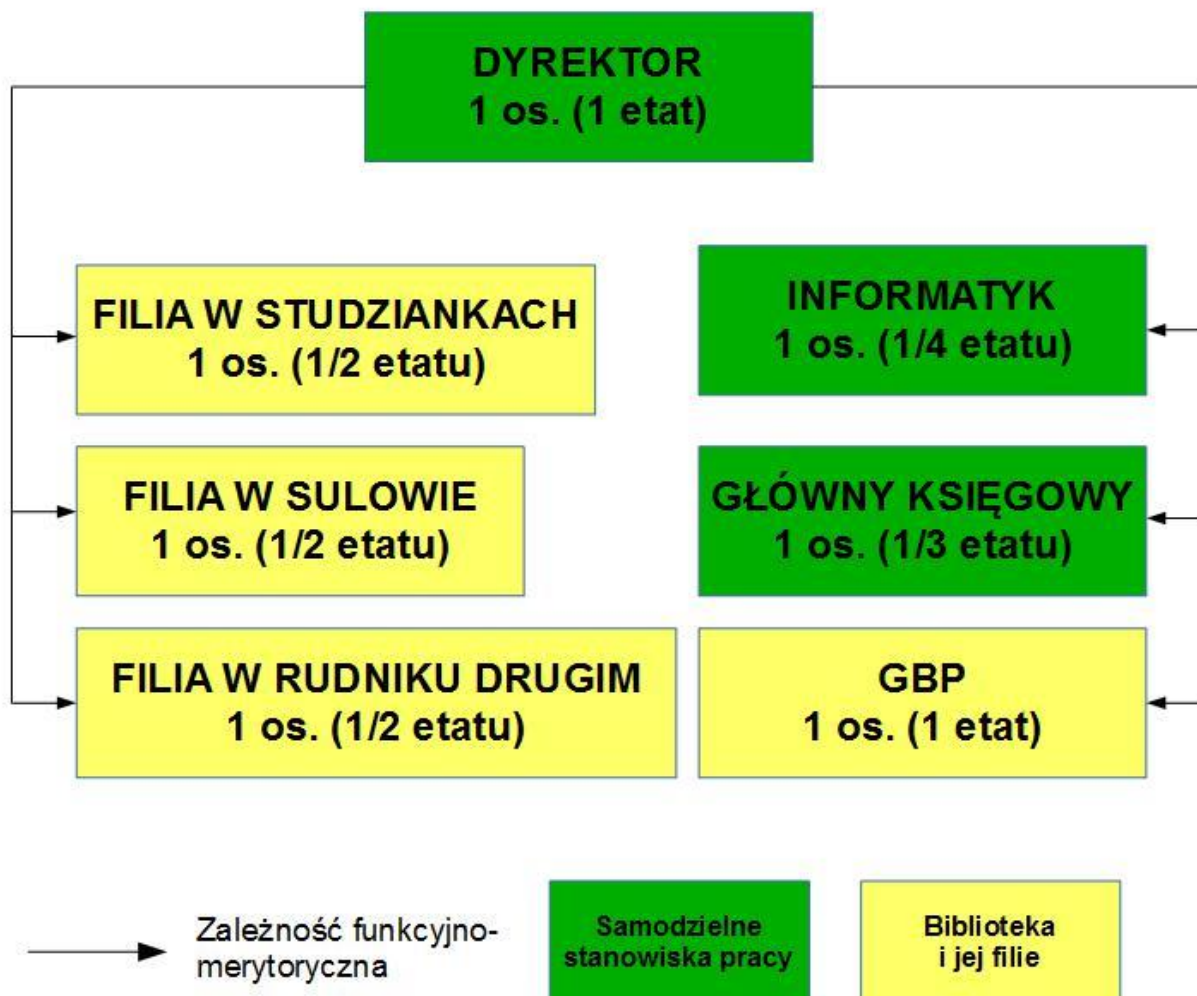 DYREKTOR
1 os. (1 etat)
FILIA W STUDZIANKACH
1 os. (1/2 etatu)
FILIA W SULOWIE
1 os. (1/2 etatu)
FILIA W RUDNIKU DRUGIM
1 os. (1/2 etatu)
INFORMATYK
1 os. (1/4 etatu)
GŁÓWNY KSIĘGOWY
1 os. (1/3 etatu)
GBP
1 os. (1 etat)
Zależność funkcyjno-
merytoryczna
Samodzielne
stanowiska pracy
Biblioteka
i jej filie